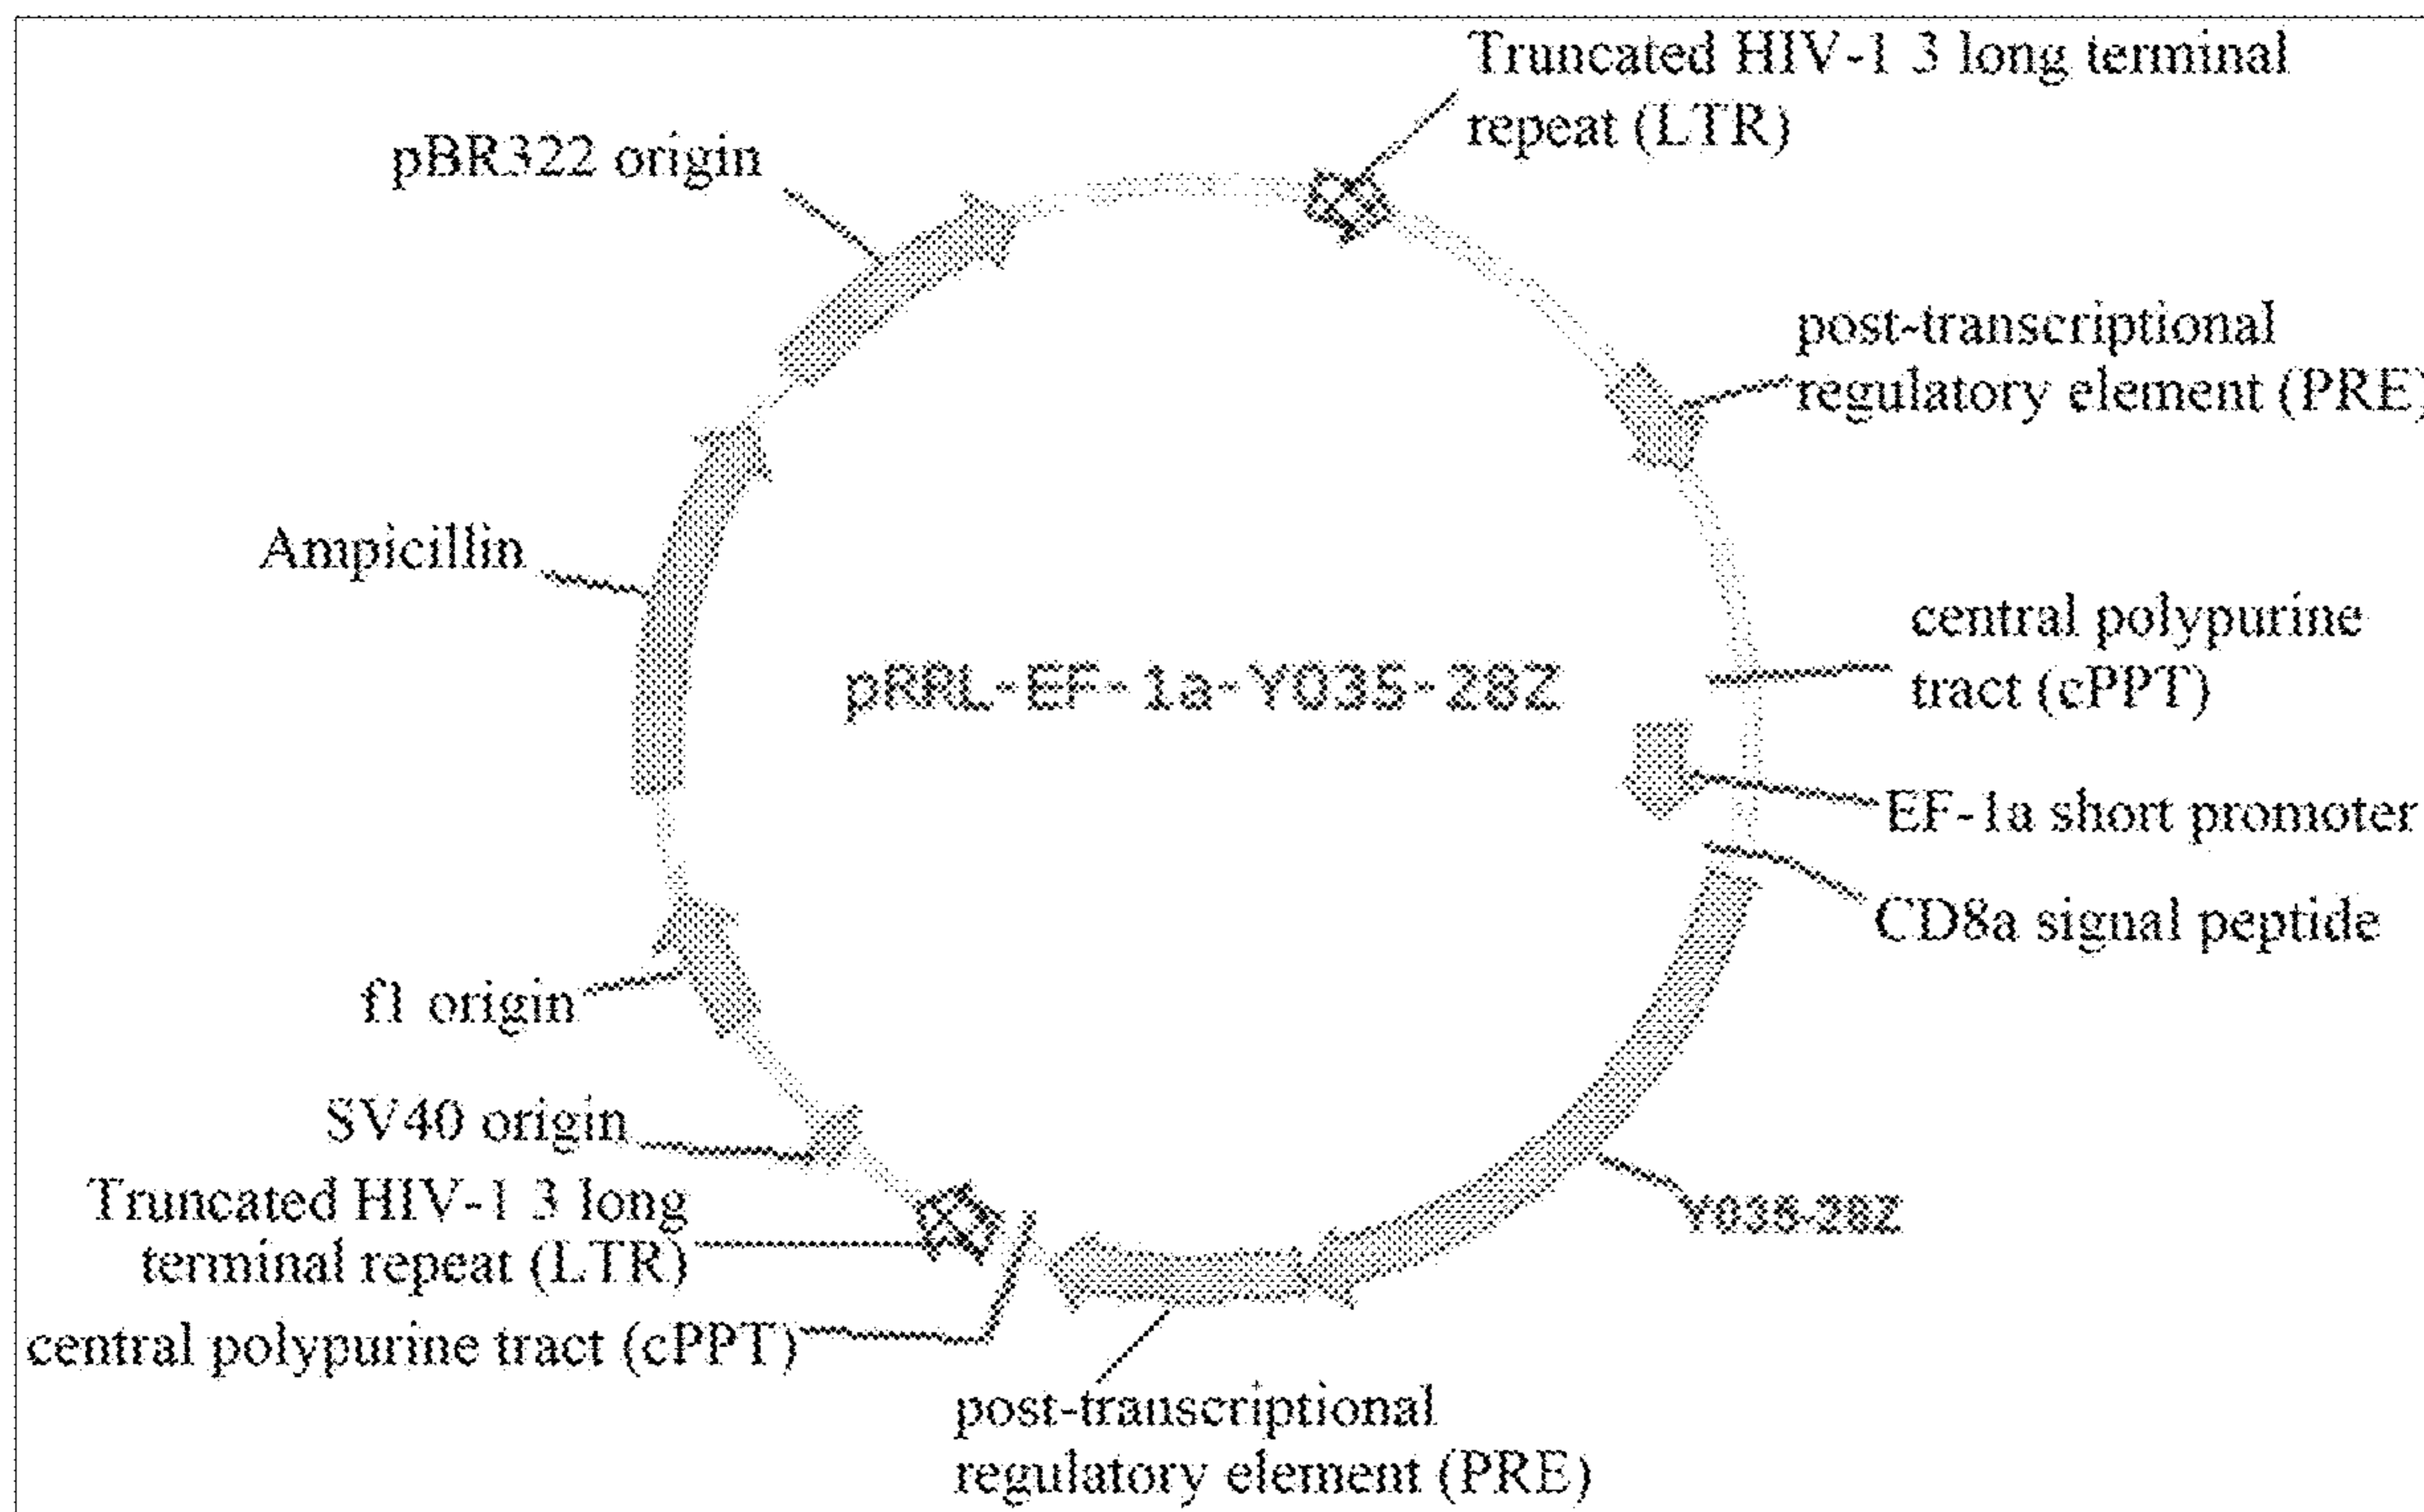 Truncated HIV-1 3 long terminal
repeat (LTR)
pBR322 origin
post-transcriptional
regulatory element (PRE)
Ampicillin
central polypurine
tract (cPPT)
pRRL-EF-1a-Y035-28Z
EF-1a short promoter
CD8a signal peptide
f1 origin
SV40 origin
Truncated HIV-1 3 long
terminal repeat (LTR)
Y035-28Z
central polypurine tract (cPPT)
post-transcriptional
regulatory element (PRE)